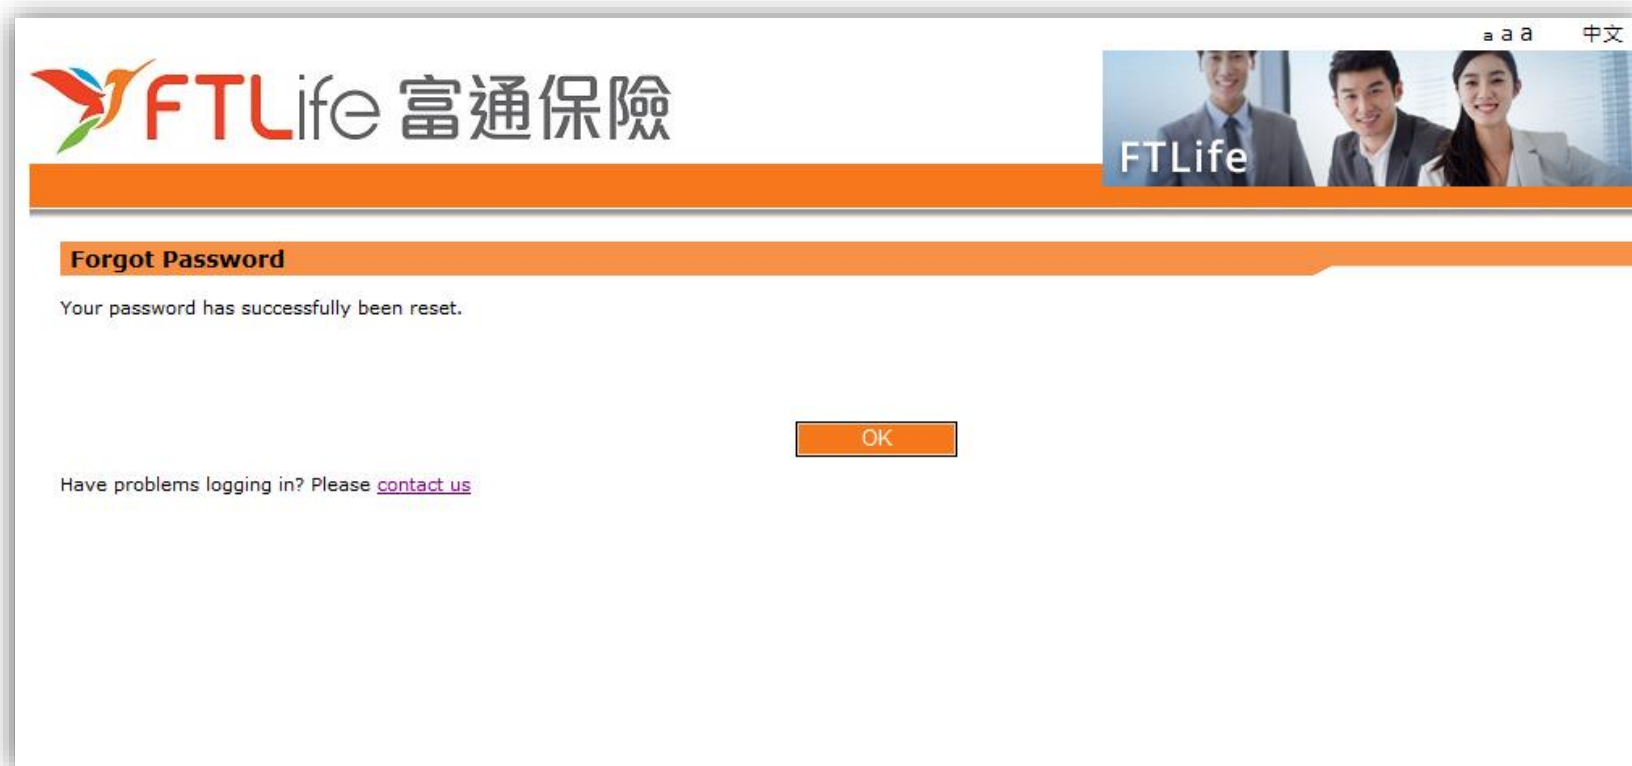 a a a 中文
FTLife 富通保險
FTLife
Forgot Password
Your password has successfully been reset.
OK
Have problems logging in? Please contact us